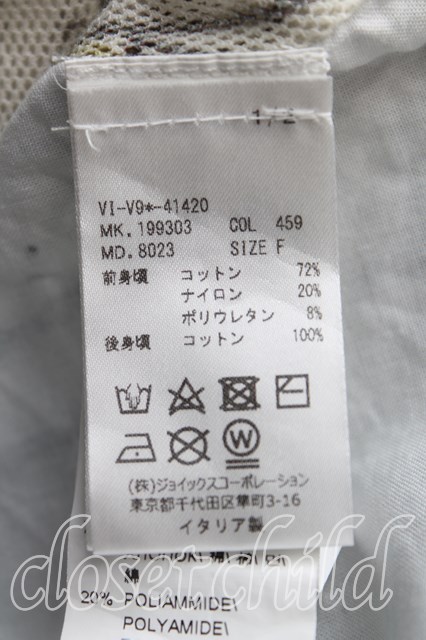 1/2
VI-V9*-41420
MK.199303 COL 459
MD.8023 SIZE F
前身頃 コットン 72%
ナイロン 20%
ポリウレタン 8%
後身頃 コットン 100%
W
(株)ジョイックスコーポレーション
東京都千代田区隼町3-16
イタリア製
closet child
綿
20% POLIAMMIDE\
POLYAMIDE\